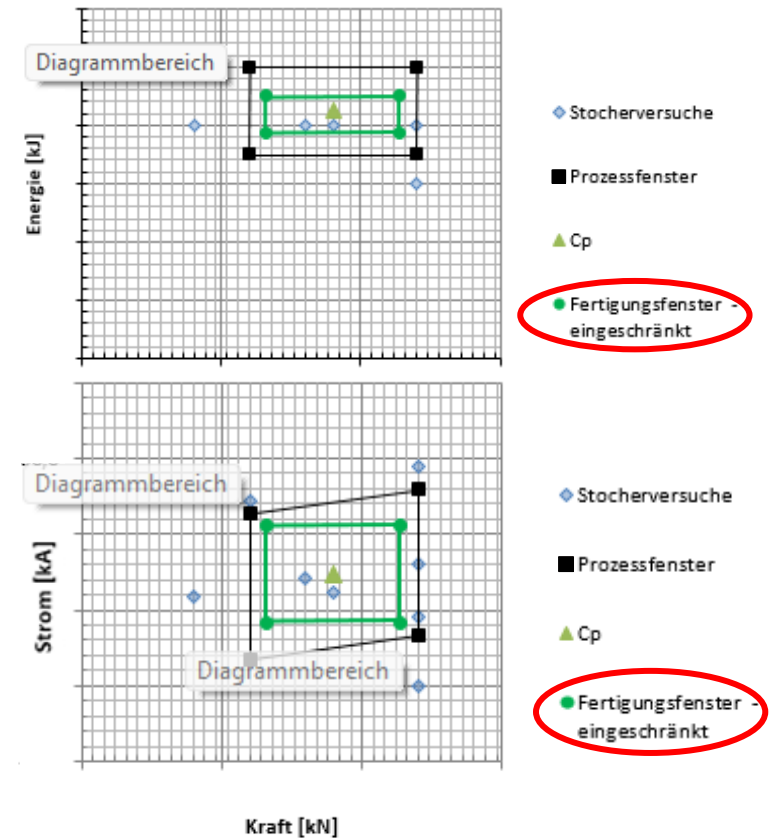 Diagrammbereich
Energie [kJ]
Stocherversuche
Prozessfenster
Cp
Fertigungsfenster -
eingeschränkt
Diagrammbereich
Strom [kA]
Diagrammbereich
Stocherversuche
Prozessfenster
Cp
Fertigungsfenster -
eingeschränkt
Kraft [kN]